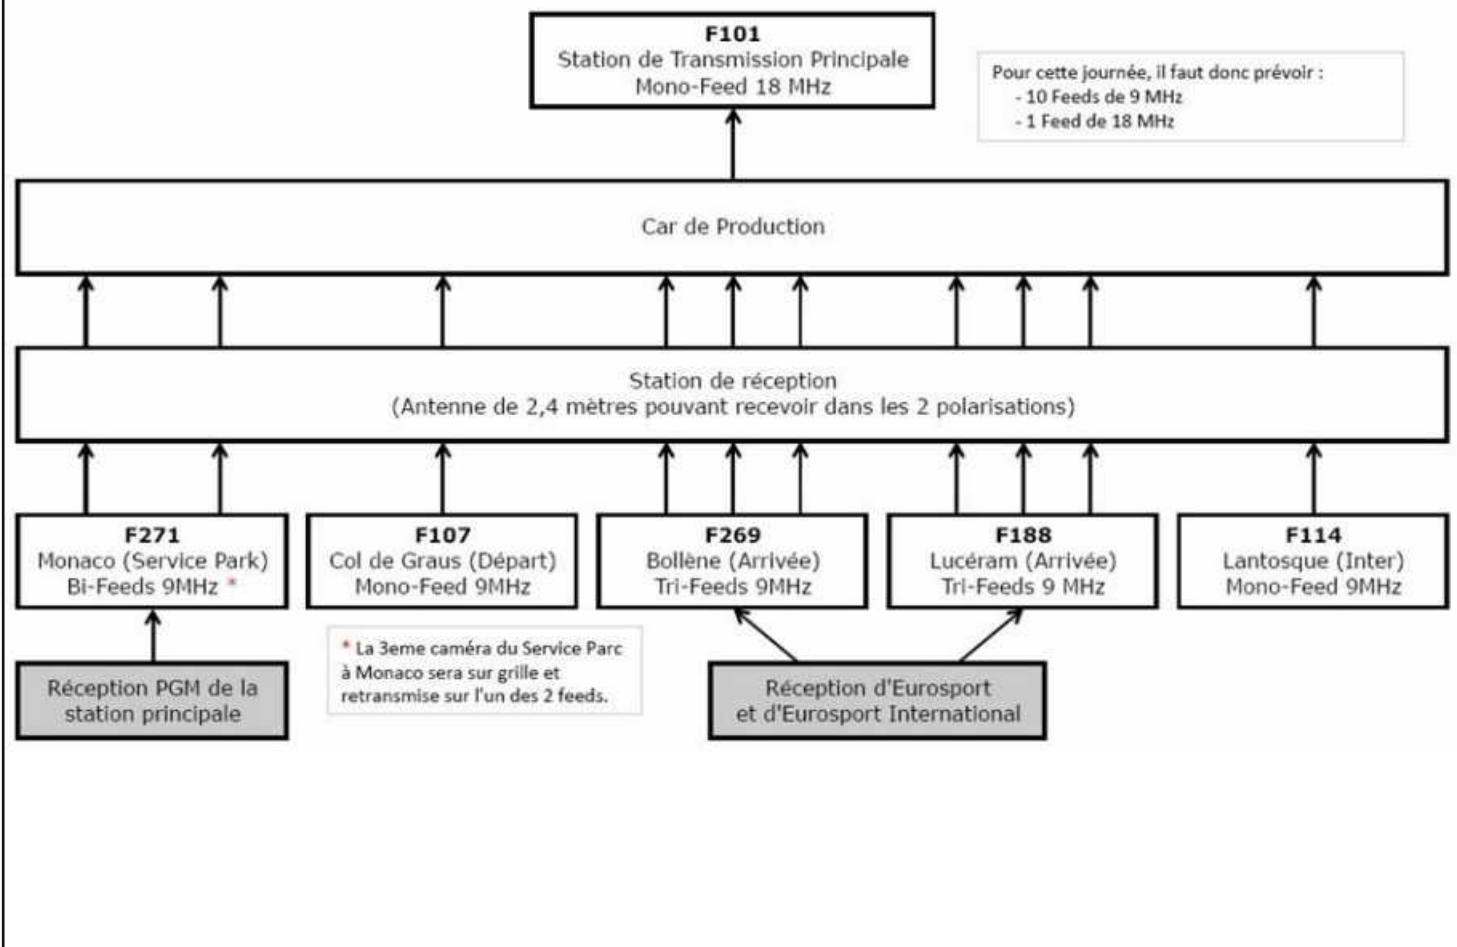 F101
Station de Transmission Principale
Mono-Feed 18 MHz
Pour cette journée, il faut donc prévoir :
- 10 Feeds de 9 MHz
- 1 Feed de 18 MHz
Car de Production
Station de réception
(Antenne de 2,4 mètres pouvant recevoir dans les 2 polarisations)
F271
Monaco (Service Park)
Bi-Feeds 9MHz *
F107
Col de Graus (Départ)
Mono-Feed 9MHz
F269
Bollène (Arrivée)
Tri-Feeds 9MHz
F188
Lucéram (Arrivée)
Tri-Feeds 9 MHz
F114
Lantosque (Inter)
Mono-Feed 9MHz
Réception PGM de la
station principale
* La 3eme caméra du Service Parc
à Monaco sera sur grille et
retransmise sur l'un des 2 feeds.
Réception d'Eurosport
et d'Eurosport International